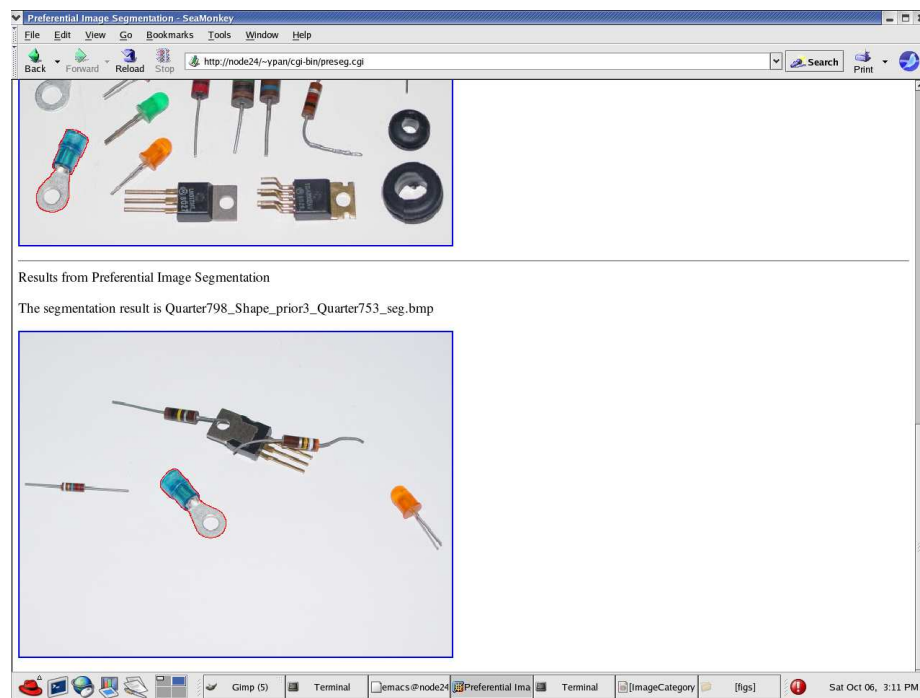 Preferential Image Segmentation - SeaMonkey
File Edit View Go Bookmarks Tools Window Help
Back Forward Reload Stop http://node24/~ypan/cgi-bin/preseg.cgi Search Print
Results from Preferential Image Segmentation
The segmentation result is Quarter798_Shape_prior3_Quarter753_seg.bmp
Gimp (5) Terminal emacs@node24 Preferential Ima Terminal [ImageCategory [figs] Sat Oct 06, 3:11 PM